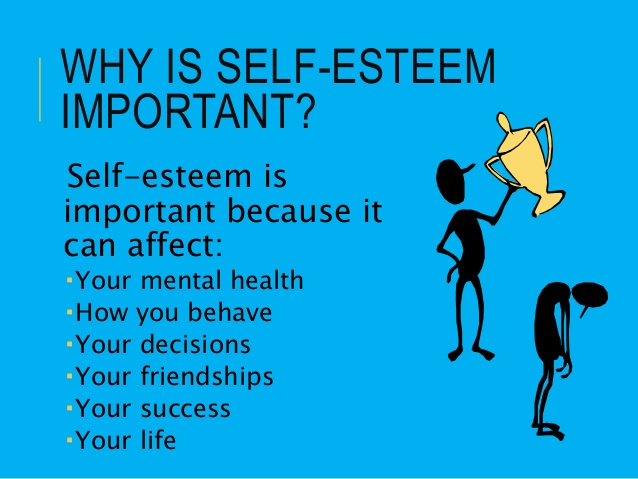 WHY IS SELF-ESTEEM
IMPORTANT?
Self-esteem is
important because it
can affect:
▪Your mental health
▪How you behave
▪Your decisions
▪Your friendships
▪Your success
▪Your life